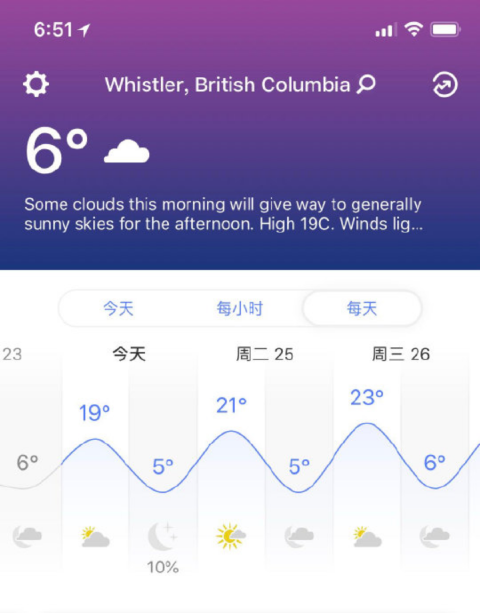 6:51
Whistler, British Columbia
6°
Some clouds this morning will give way to generally
sunny skies for the afternoon. High 19C. Winds lig...
今天 每小时 每天
23 今天 周二 25 周三 26
19° 21° 23°
6° 5° 5° 6°
10%